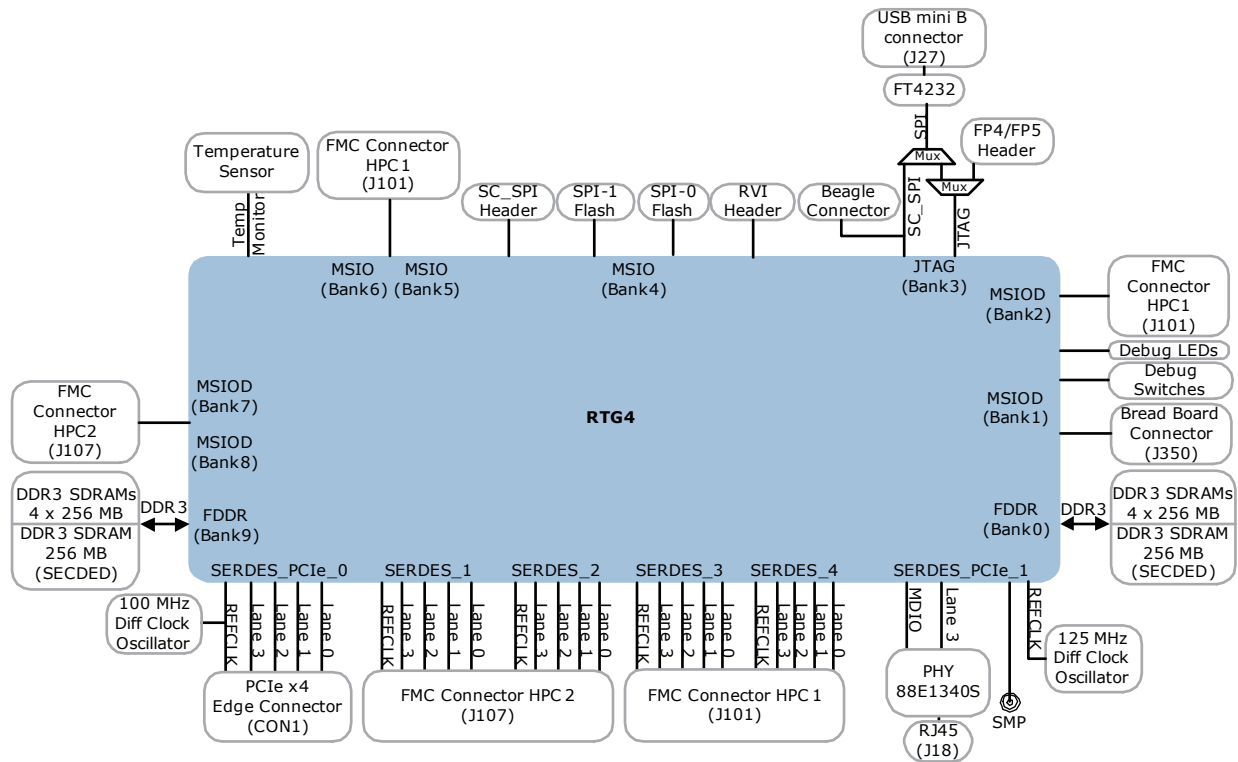 USB mini B
connector
(J27)
FT4232
SPI
FP4/FP5
Header
Mux
Mux
Temperature
Sensor
FMC Connector
HPC1
(J101)
SC_SPI
Header
SPI-1
Flash
SPI-0
Flash
RVI
Header
Beagle
Connector
SC_SPI
JTAG
Temp
Monitor
MSIO
(Bank6)
MSIO
(Bank5)
MSIO
(Bank4)
JTAG
(Bank3)
MSIOD
(Bank2)
FMC
Connector
HPC1
(J101)
Debug LEDs
Debug
Switches
MSIOD
(Bank1)
Bread Board
Connector
(J350)
FMC
Connector
HPC2
(J107)
MSIOD
(Bank7)
MSIOD
(Bank8)
RTG4
DDR3 SDRAMs
4 x 256 MB
DDR3 SDRAM
256 MB
(SECDED)
DDR3
FDDR
(Bank9)
FDDR
(Bank0)
DDR3
DDR3 SDRAMs
4 x 256 MB
DDR3 SDRAM
256 MB
(SECDED)
SERDES_PCIe_0
SERDES_1
SERDES_2
SERDES_3
SERDES_4
SERDES_PCIe_1
100 MHz
Diff Clock
Oscillator
REFCLK
Lane 3
Lane 2
Lane 1
Lane 0
REFCLK
Lane 3
Lane 2
Lane 1
Lane 0
REFCLK
Lane 3
Lane 2
Lane 1
Lane 0
REFCLK
Lane 3
Lane 2
Lane 1
Lane 0
REFCLK
Lane 3
Lane 2
Lane 1
Lane 0
MDIO
Lane 3
REFCLK
125 MHz
Diff Clock
Oscillator
PCIe x4
Edge Connector
(CON1)
FMC Connector HPC2
(J107)
FMC Connector HPC1
(J101)
PHY
88E1340S
SMP
RJ45
(J18)